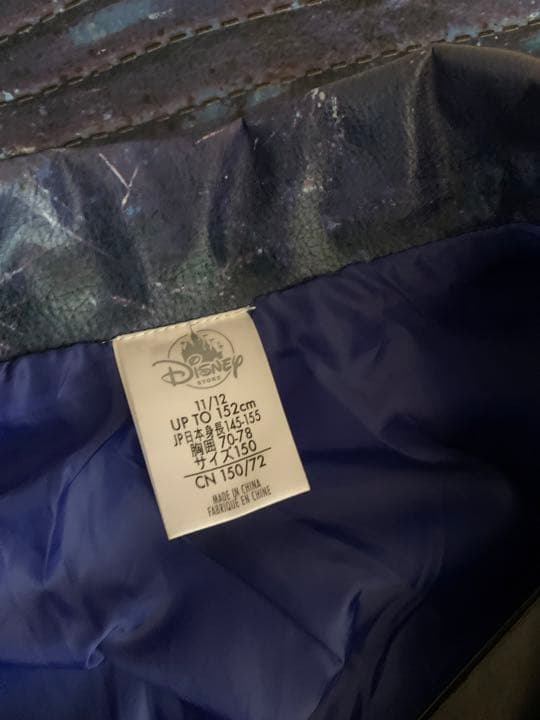 Disney
STORE
11/12
UP TO 152cm
JP日本身長145-155
胸囲 70-78
サイズ150
CN 150/72
MADE IN CHINA
FABRIQUÉ EN CHINE